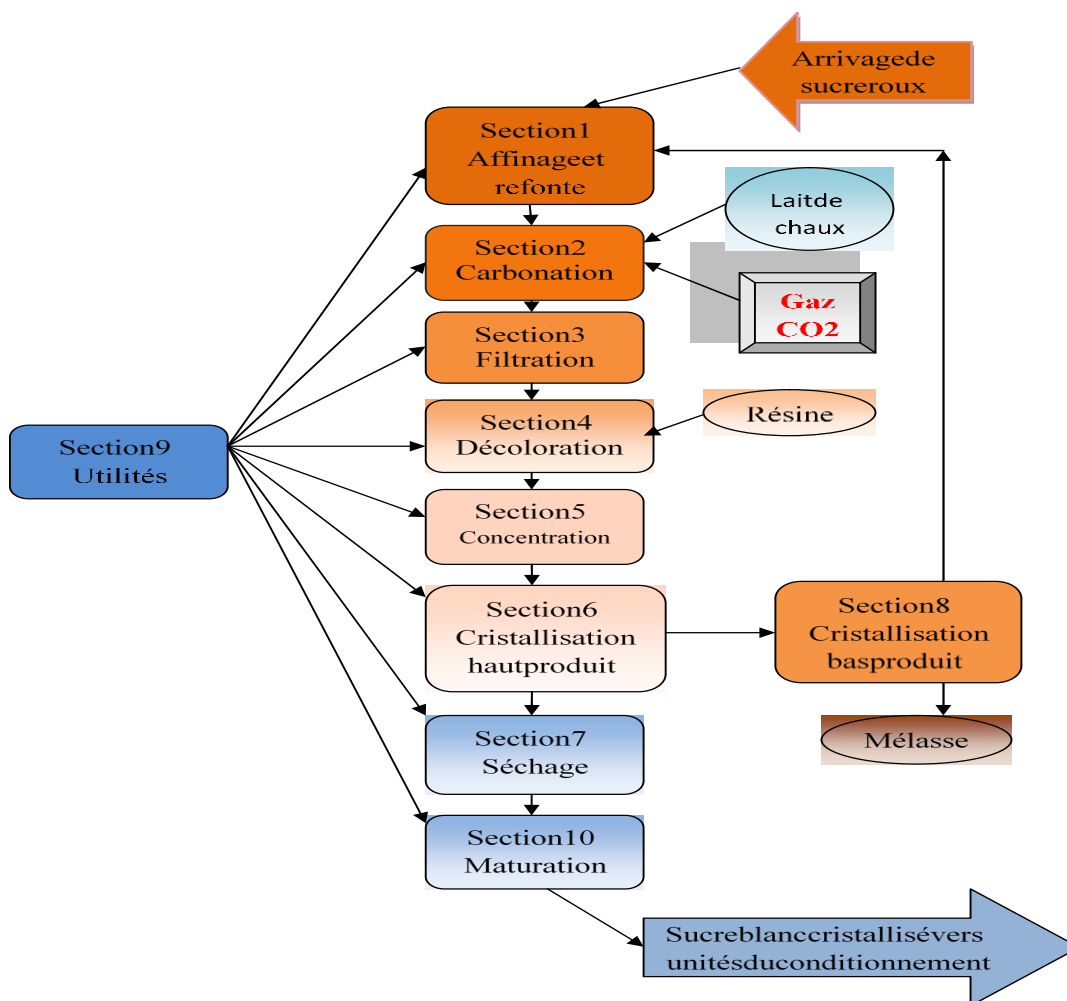 Arrivagede
sucreroux
Section1
Affinageet
refonte
Laitde
chaux
Section2
Carbonation
Gaz
CO2
Section3
Filtration
Section4
Décoloration
Résine
Section9
Utilités
Section5
Concentration
Section6
Cristallisation
hautproduit
Section8
Cristallisation
basproduit
Section7
Séchage
Mélasse
Section10
Maturation
Sucreblanccristallisévers
unitésduconditionnement